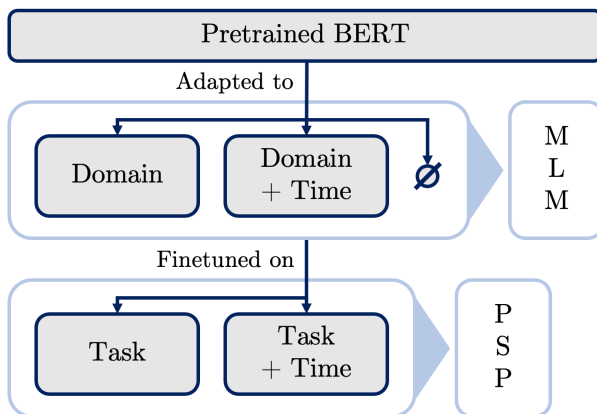 Pretrained BERT
Adapted to
Domain
Domain
+ Time
∅
M
L
M
Finetuned on
Task
Task
+ Time
P
S
P